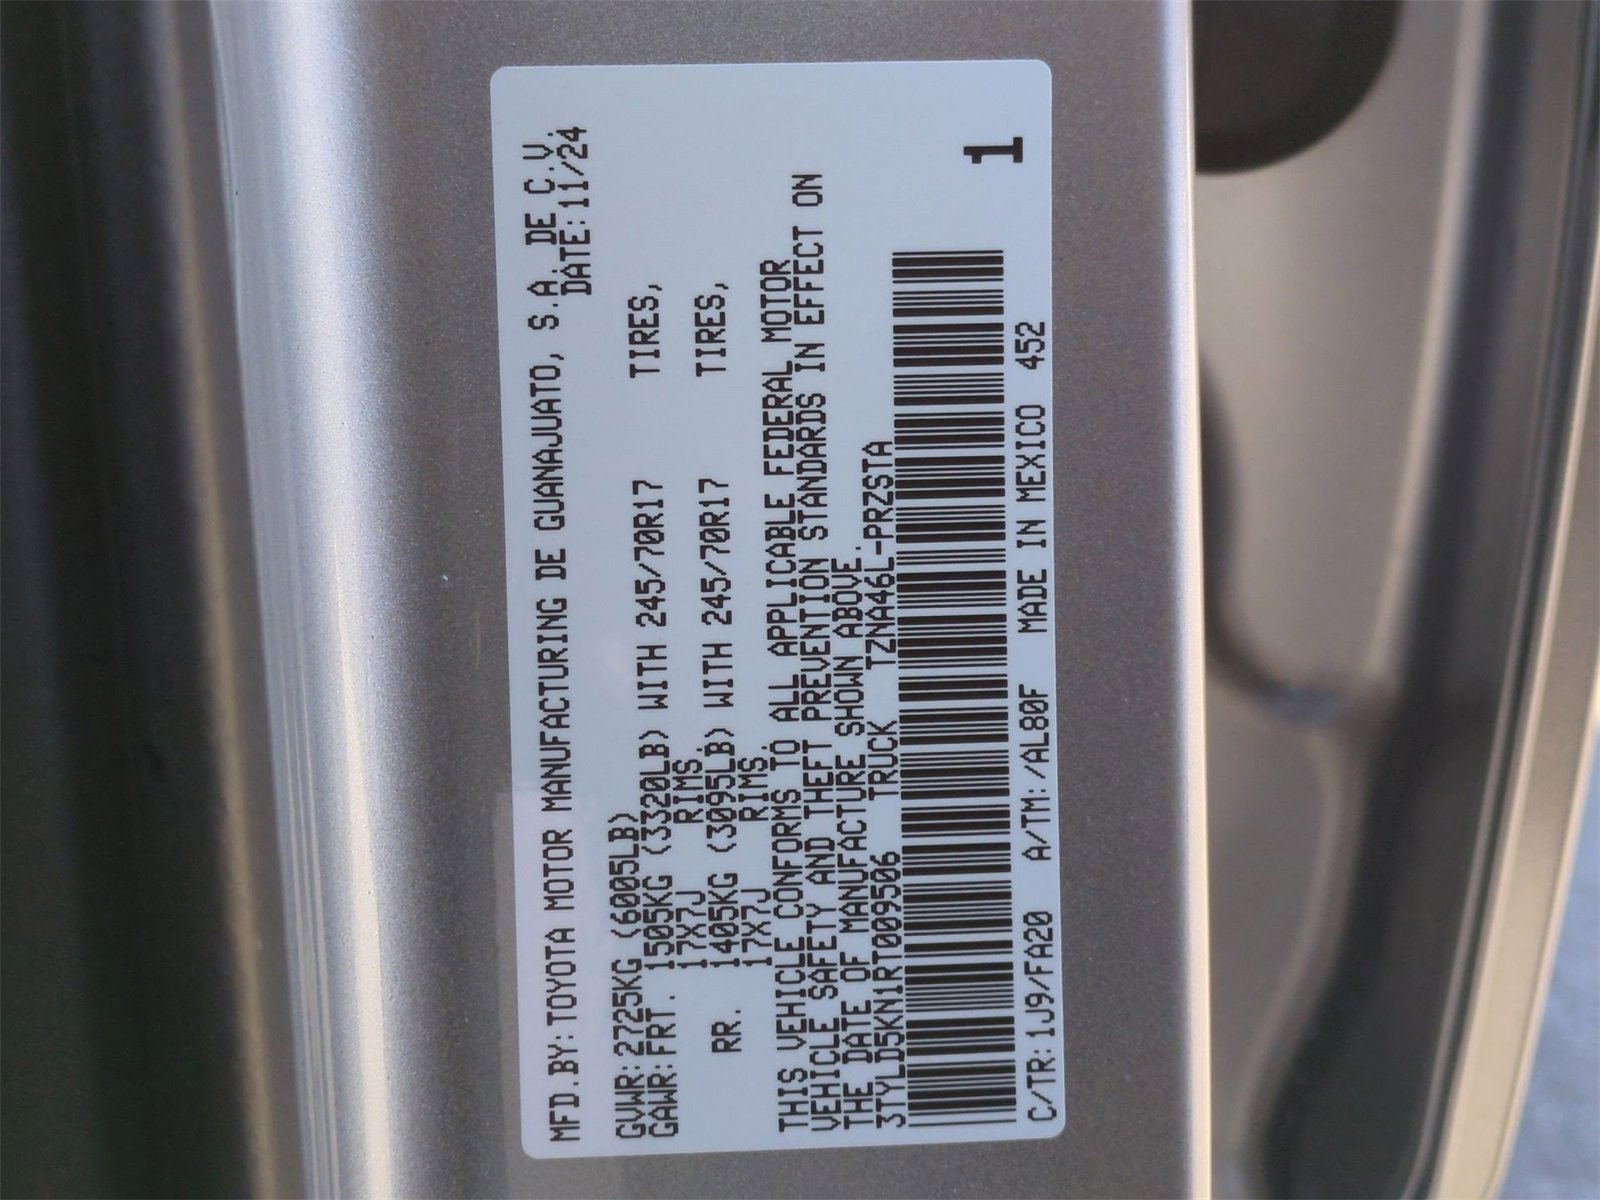 MFD.BY: TOYOTA MOTOR MANUFACTURING DE GUANAJUATO, S.A. DE C.V.
DATE: 11/24
GVWR: 2725KG (6005LB)
GAWR: FRT. 1505KG (3320LB) WITH 245/70R17 TIRES,
17X7J RIMS.
RR. 1405KG (3095LB) WITH 245/70R17 TIRES,
17X7J RIMS.
THIS VEHICLE CONFORMS TO ALL APPLICABLE FEDERAL MOTOR
VEHICLE SAFETY AND THEFT PREVENTION STANDARDS IN EFFECT ON
THE DATE OF MANUFACTURE SHOWN ABOVE.
3TYLD5KN1RT009506 TRUCK TZNA46L-PRZSTA
1
C/TR: 1J9/FA20 A/TM: /AL80F MADE IN MEXICO 452